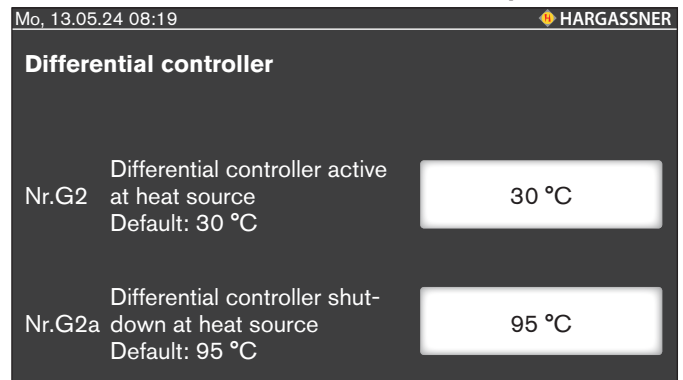 Mo, 13.05.24 08:19 HARGASSNER
Differential controller
Differential controller active
Nr.G2 at heat source 30 °C
Default: 30 °C
Differential controller shut-
Nr.G2a down at heat source 95 °C
Default: 95 °C